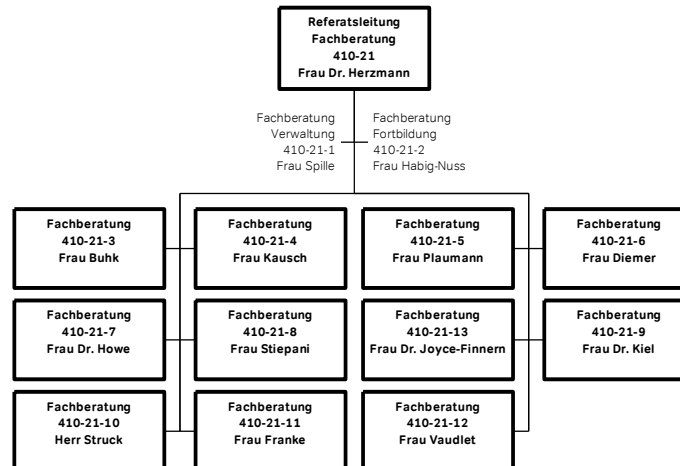 Referatsleitung
Fachberatung
410-21
Frau Dr. Herzmann
Fachberatung
Verwaltung
410-21-1
Frau Spille
Fachberatung
Fortbildung
410-21-2
Frau Habig-Nuss
Fachberatung
410-21-3
Frau Buhk
Fachberatung
410-21-4
Frau Kausch
Fachberatung
410-21-5
Frau Plaumann
Fachberatung
410-21-6
Frau Diemer
Fachberatung
410-21-7
Frau Dr. Howe
Fachberatung
410-21-8
Frau Stiepani
Fachberatung
410-21-13
Frau Dr. Joyce-Finnern
Fachberatung
410-21-9
Frau Dr. Kiel
Fachberatung
410-21-10
Herr Struck
Fachberatung
410-21-11
Frau Franke
Fachberatung
410-21-12
Frau Vaudlet